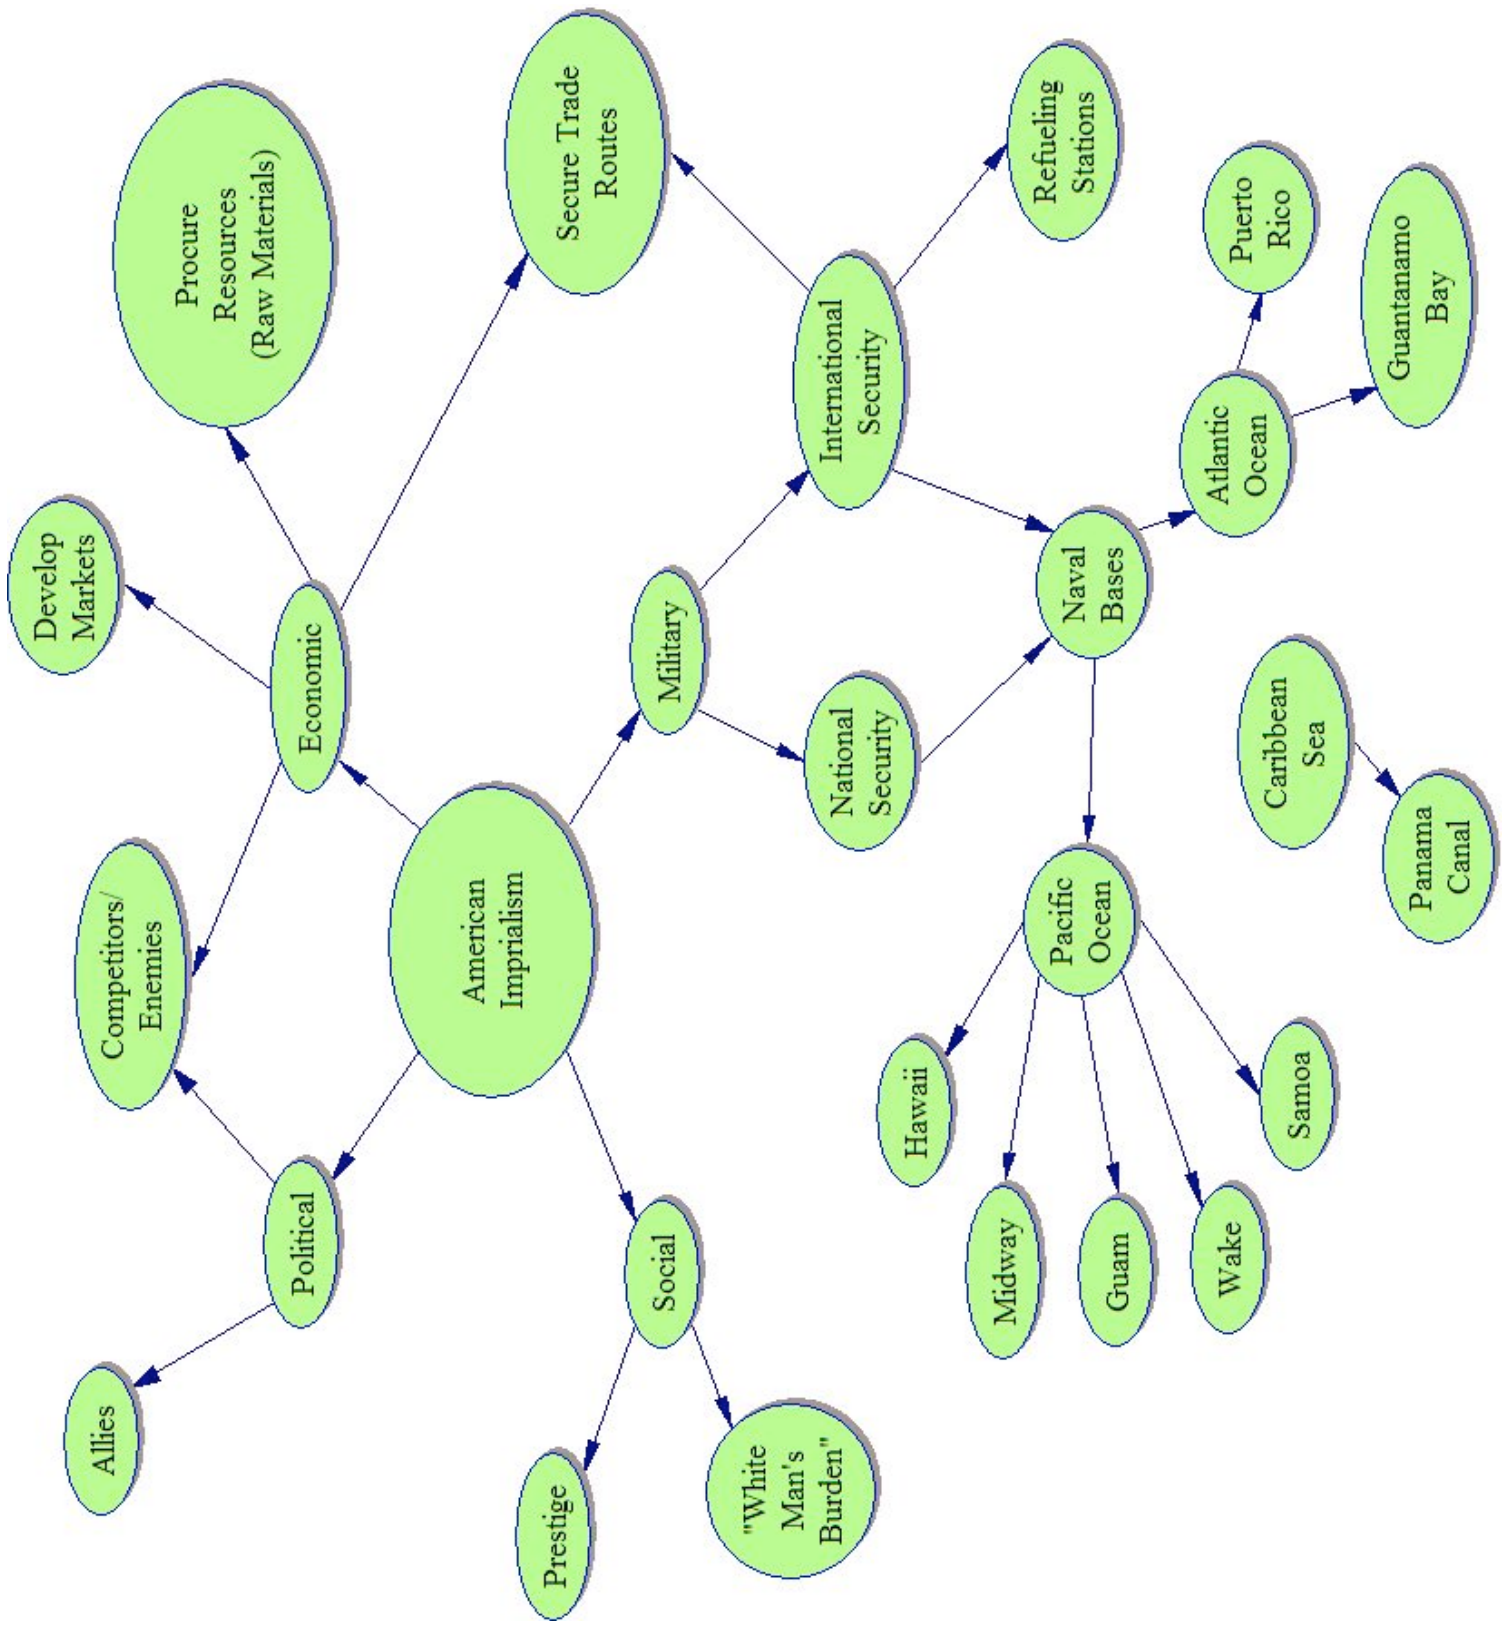 Allies
Competitors/
Enemies
Develop
Markets
Procure
Resources
(Raw Materials)
Political
Economic
American
Imprialism
Secure Trade
Routes
Prestige
Social
Military
"White
Man's
Burden"
National
Security
International
Security
Hawaii
Midway
Guam
Wake
Samoa
Pacific
Ocean
Naval
Bases
Refueling
Stations
Atlantic
Ocean
Puerto
Rico
Caribbean
Sea
Guantanamo
Bay
Panama
Canal